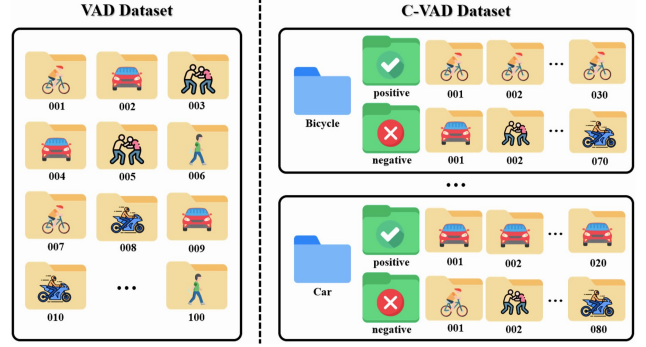 VAD Dataset
001 002 003
004 005 006
007 008 009
010 ... 100
C-VAD Dataset
Bicycle
positive 001 002 ... 030
negative 001 002 ... 070
...
Car
positive 001 002 ... 020
negative 001 002 ... 080